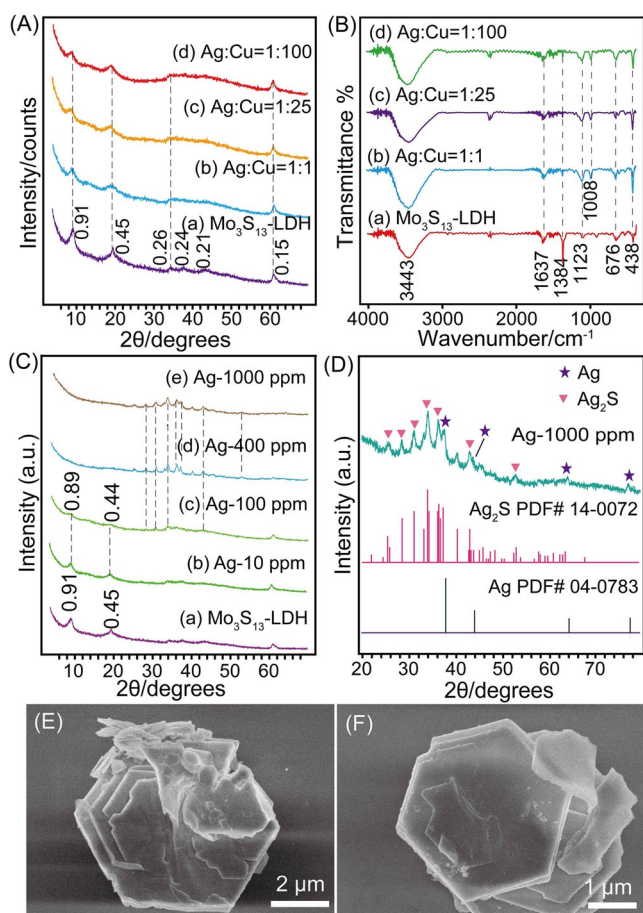 (A)
(d) Ag:Cu=1:100
(c) Ag:Cu=1:25
(b) Ag:Cu=1:1
(a) Mo₃S₁₃-LDH
0.91
0.45
0.26
0.24
0.21
0.15
Intensity/counts
10 20 30 40 50 60
2θ/degrees
(B)
(d) Ag:Cu=1:100
(c) Ag:Cu=1:25
(b) Ag:Cu=1:1
1008
(a) Mo₃S₁₃-LDH
3443
1637
1384
1123
676
438
Transmittance %
4000 3000 2000 1000
Wavenumber/cm⁻¹
(C)
(e) Ag-1000 ppm
(d) Ag-400 ppm
0.89
0.44
(c) Ag-100 ppm
(b) Ag-10 ppm
0.91
0.45
(a) Mo₃S₁₃-LDH
Intensity (a.u.)
10 20 30 40 50 60
2θ/degrees
(D)
Ag
Ag₂S
Ag-1000 ppm
Ag₂S PDF# 14-0072
Ag PDF# 04-0783
Intensity (a.u.)
20 30 40 50 60 70
2θ/degrees
(E)
2 μm
(F)
1 μm